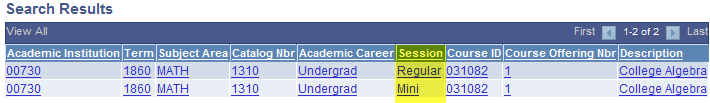 Search Results
View All First 1-2 of 2 Last
Academic Institution Term Subject Area Catalog Nbr Academic Career Session Course ID Course Offering Nbr Description
00730 1860 MATH 1310 Undergrad Regular 031082 1 College Algebra
00730 1860 MATH 1310 Undergrad Mini 031082 1 College Algebra